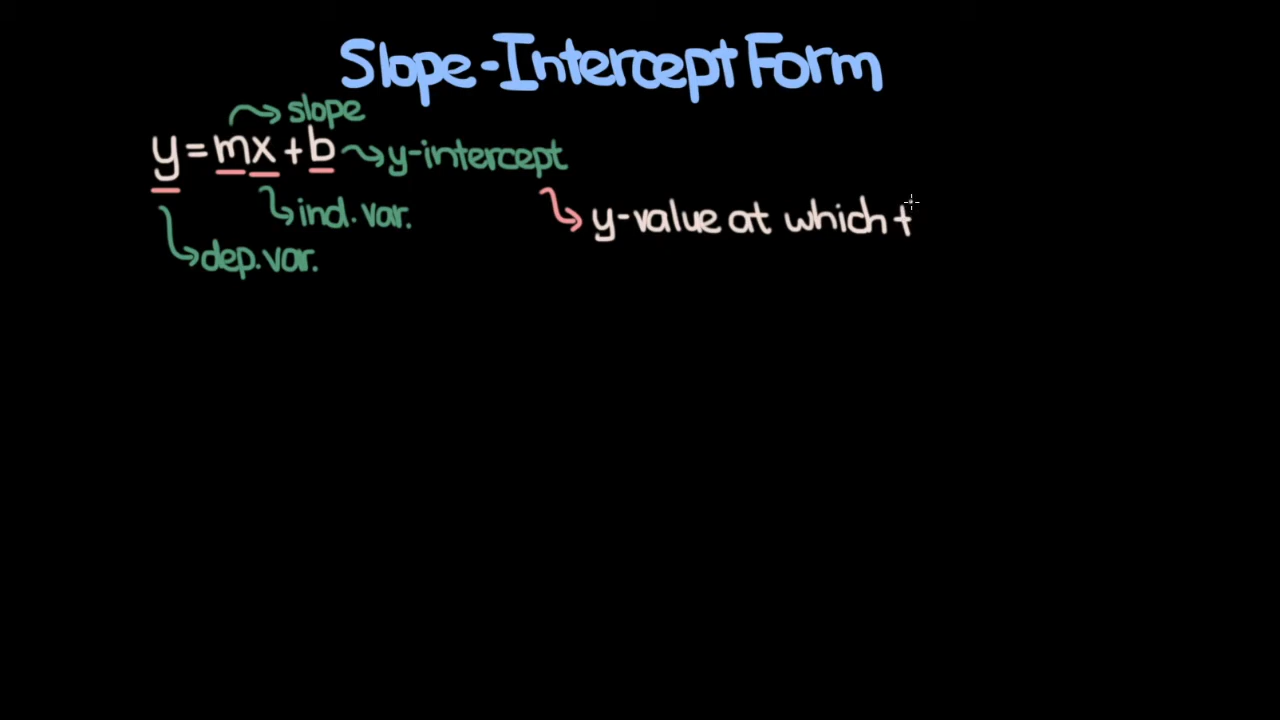 Slope-Intercept Form
slope
y=mx+b
y-intercept
ind. var.
y-value at which t
dep. var.